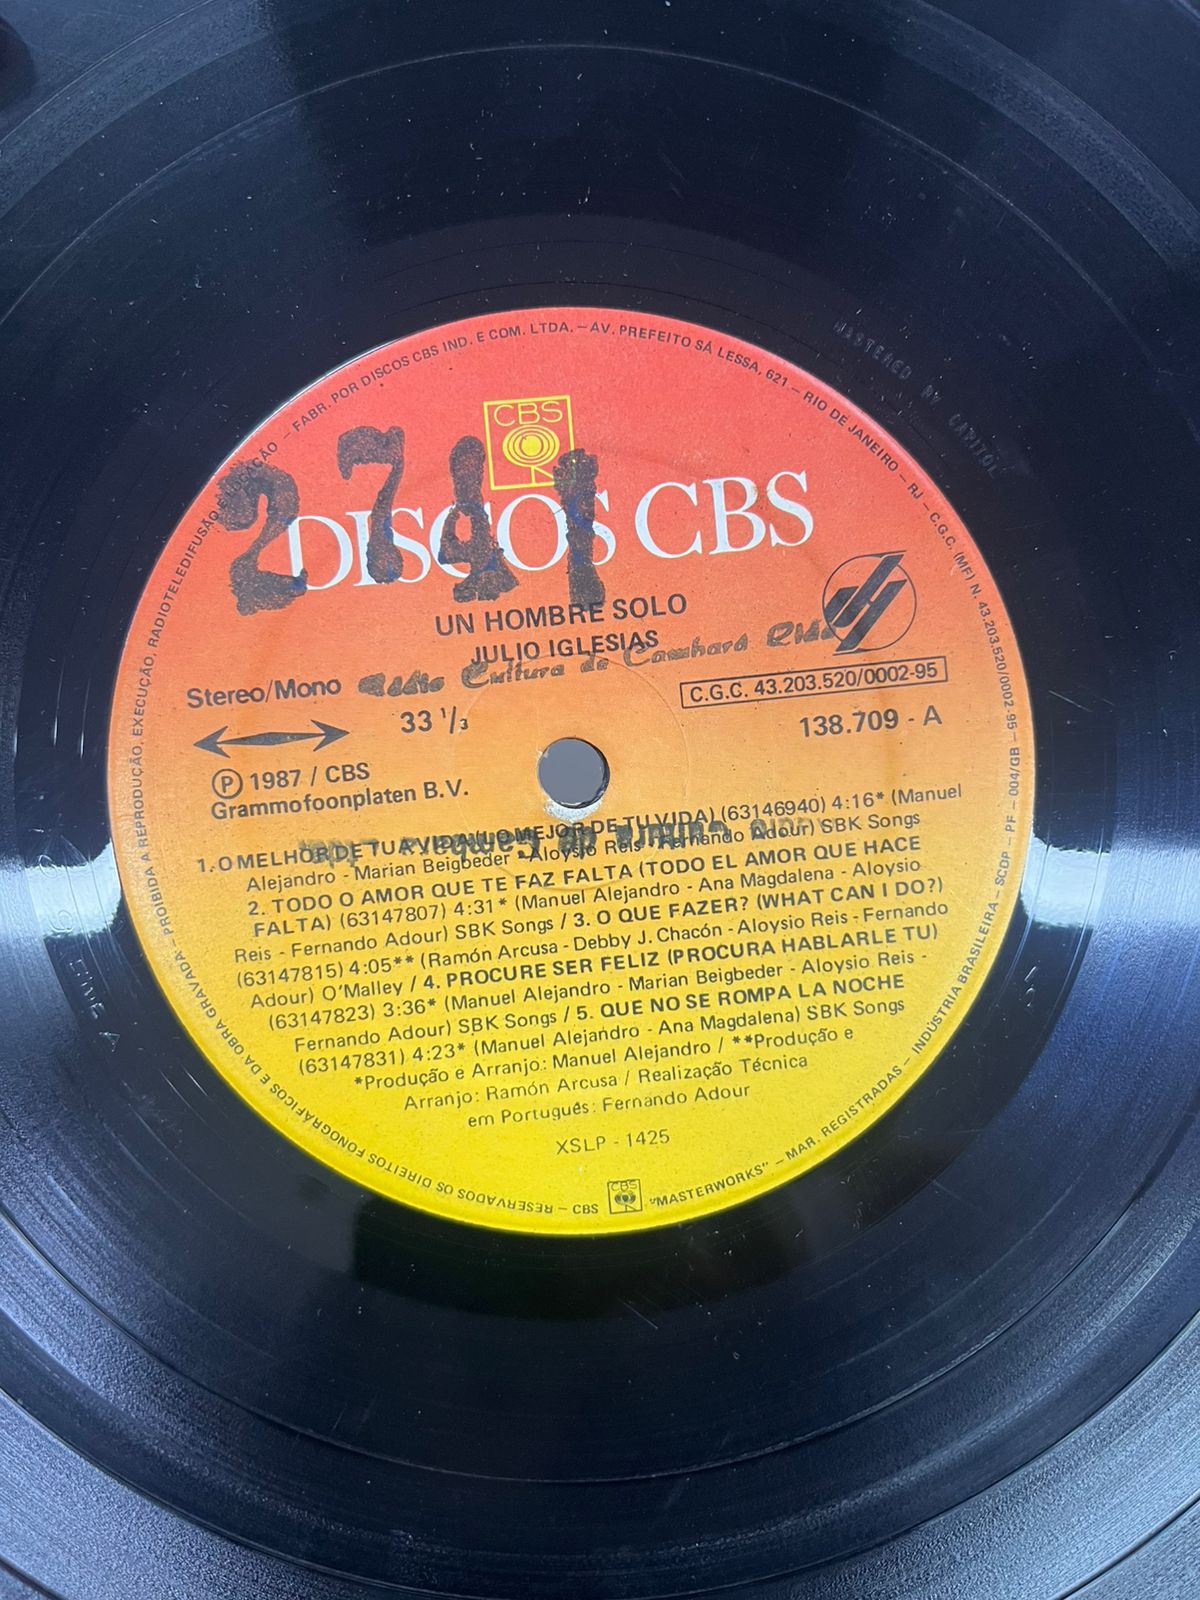 FABR. POR DISCOS CBS IND. E COM. LTDA. – AV. PREFEITO SÁ LESSA, 621 – RIO DE JANEIRO – RJ – C.G.C. (MF) N. 43.203.520/0002-95 – PF – 004/GB – SCDP – INDÚSTRIA BRASILEIRA
MASTERED BY CAPITOL
CBS
DISCOS CBS
UN HOMBRE SOLO
JULIO IGLESIAS
Cultura de
Stereo/Mono
C.G.C. 43.203.520/0002-95
33 1/3
138.709 - A
Ⓟ 1987 / CBS
Grammofoonplaten B.V.
1. O MELHOR DE TUA VIDA (LO MEJOR DE TU VIDA) (63146940) 4:16* (Manuel
Alejandro - Marian Beigbeder - Aloysio Reis - Fernando Adour) SBK Songs
2. TODO O AMOR QUE TE FAZ FALTA (TODO EL AMOR QUE HACE
FALTA) (63147807) 4:31* (Manuel Alejandro - Ana Magdalena - Aloysio
Reis - Fernando Adour) SBK Songs / 3. O QUE FAZER? (WHAT CAN I DO?)
(63147815) 4:05** (Ramón Arcusa - Debby J. Chacón - Aloysio Reis - Fernando
Adour) O'Malley / 4. PROCURE SER FELIZ (PROCURA HABLARLE TU)
(63147823) 3:36* (Manuel Alejandro - Marian Beigbeder - Aloysio Reis -
Fernando Adour) SBK Songs / 5. QUE NO SE ROMPA LA NOCHE
(63147831) 4:23* (Manuel Alejandro - Ana Magdalena) SBK Songs
*Produção e Arranjo: Manuel Alejandro / **Produção e
Arranjo: Ramón Arcusa / Realização Técnica
em Português: Fernando Adour
XSLP - 1425
"MASTERWORKS" – MAR. REGISTRADAS –
CBS
CBS – RESERVADOS OS DIREITOS FONOGRÁFICOS E DA OBRA GRAVADA – PROIBIDA A REPRODUÇÃO, EXECUÇÃO, RADIOTELEDIFUSÃO